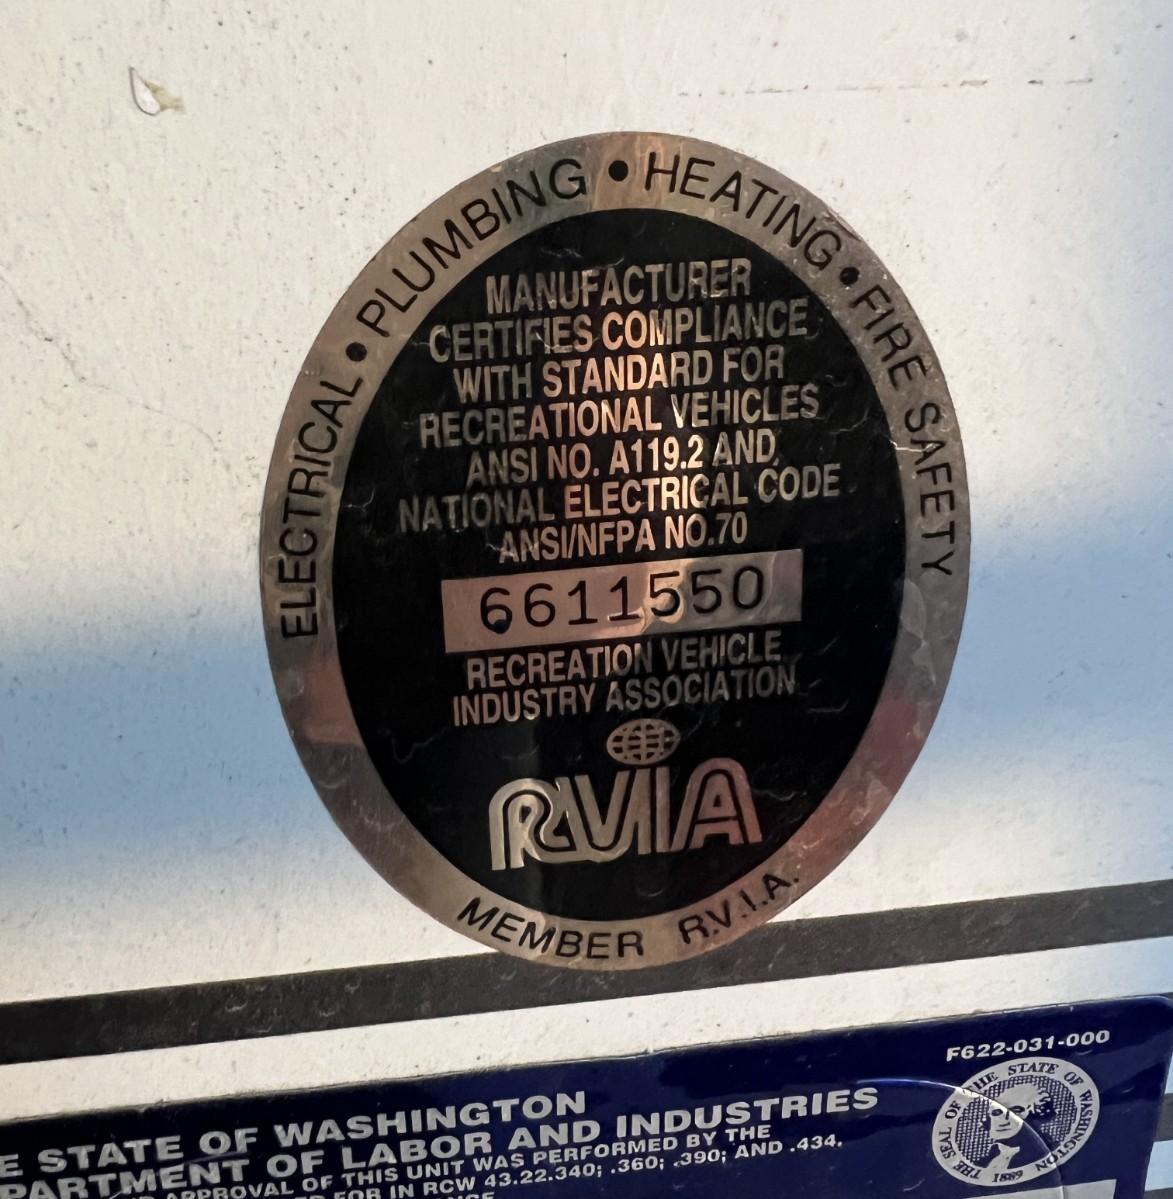 ELECTRICAL • PLUMBING • HEATING • FIRE SAFETY
MANUFACTURER
CERTIFIES COMPLIANCE
WITH STANDARD FOR
RECREATIONAL VEHICLES
ANSI NO. A119.2 AND
NATIONAL ELECTRICAL CODE
ANSI/NFPA NO.70
6611550
RECREATION VEHICLE
INDUSTRY ASSOCIATION
RVIA
MEMBER R.V.I.A.
F622-031-000
E STATE OF WASHINGTON
PARTMENT OF LABOR AND INDUSTRIES
APPROVAL OF THIS UNIT WAS PERFORMED BY THE
FOR IN RCW 43.22.340; .360; .390; AND .434.
THE SEAL OF THE STATE OF WASHINGTON
1889